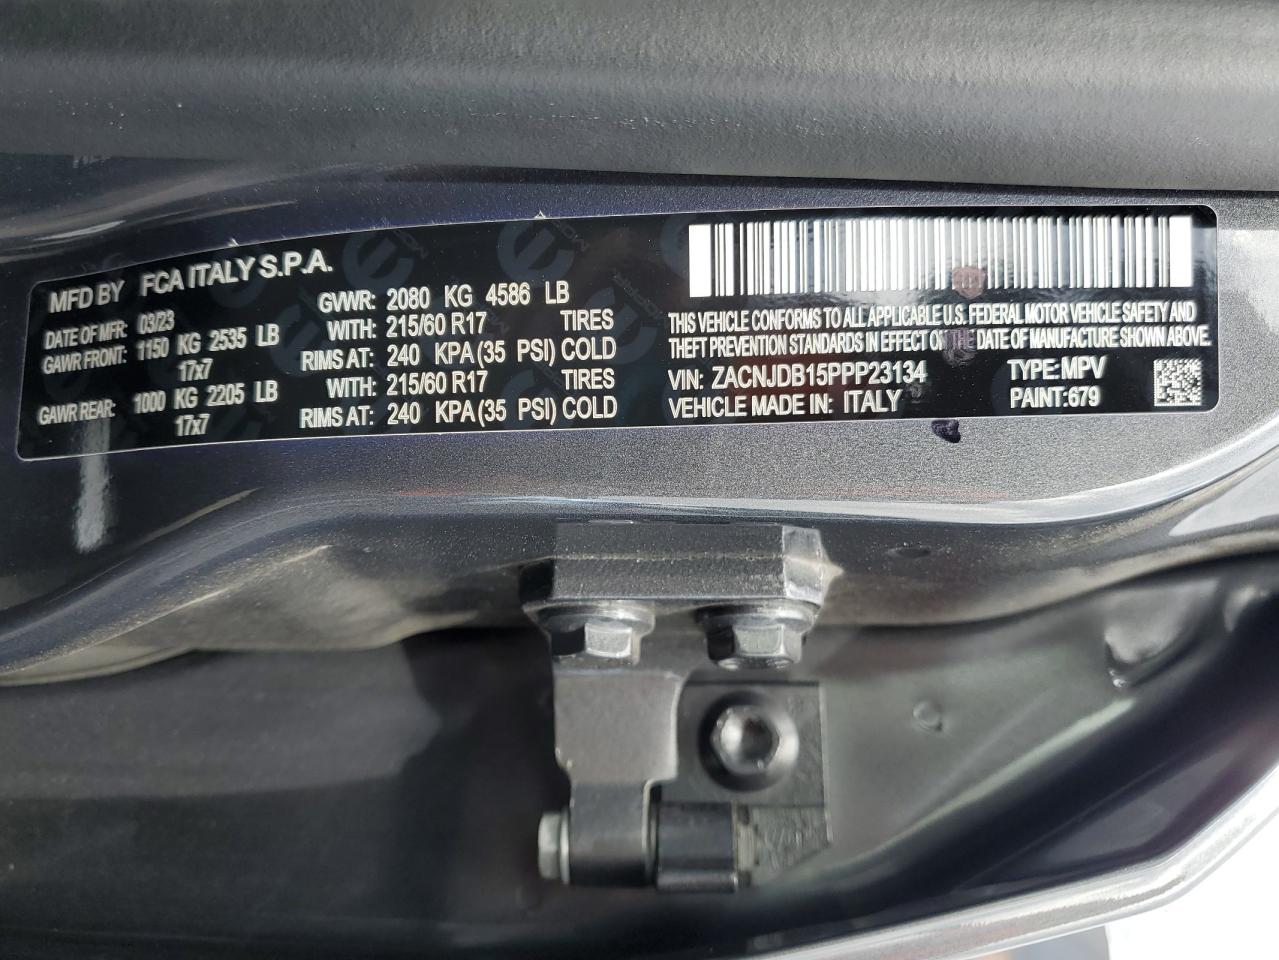 MFD BY FCA ITALY S.P.A.
DATE OF MFR: 03/23 GVWR: 2080 KG 4586 LB
GAWR FRONT: 1150 KG 2535 LB WITH: 215/60 R17 TIRES
17x7 RIMS AT: 240 KPA (35 PSI) COLD
GAWR REAR: 1000 KG 2205 LB WITH: 215/60 R17 TIRES
17x7 RIMS AT: 240 KPA (35 PSI) COLD
THIS VEHICLE CONFORMS TO ALL APPLICABLE U.S. FEDERAL MOTOR VEHICLE SAFETY AND
THEFT PREVENTION STANDARDS IN EFFECT ON THE DATE OF MANUFACTURE SHOWN ABOVE.
VIN: ZACNJDB15PPP23134 TYPE: MPV
VEHICLE MADE IN: ITALY PAINT: 679